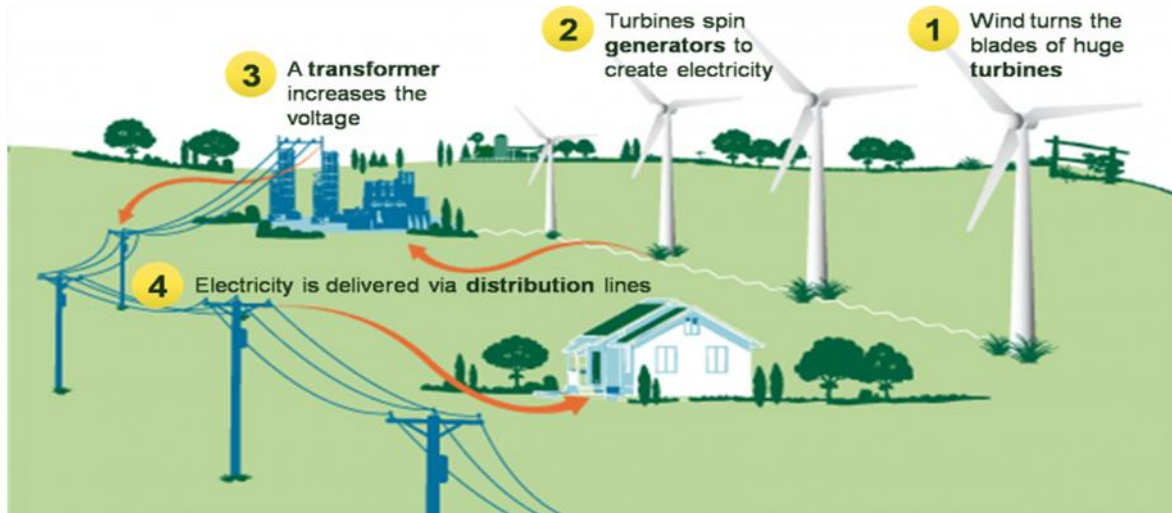 1
Wind turns the
blades of huge
turbines
2
Turbines spin
generators to
create electricity
3
A transformer
increases the
voltage
4
Electricity is delivered via distribution lines